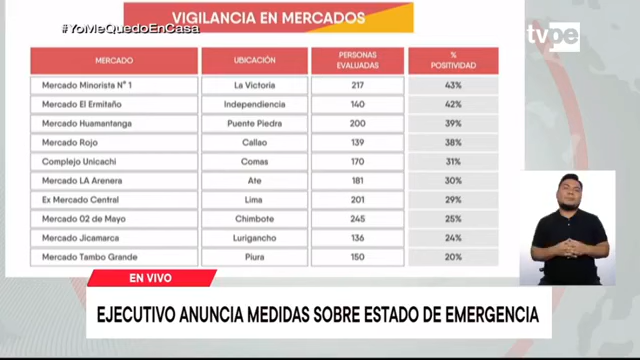 VIGILANCIA EN MERCADOS
#YoMeQuedoEnCasa
tvpe
MERCADO UBICACIÓN PERSONAS EVALUADAS % POSITIVIDAD
Mercado Minorista N° 1 La Victoria 217 43%
Mercado El Ermitaño Independiencia 140 42%
Mercado Huamantanga Puente Piedra 200 39%
Mercado Rojo Callao 139 38%
Complejo Unicachi Comas 170 31%
Mercado LA Arenera Ate 181 30%
Ex Mercado Central Lima 201 29%
Mercado 02 de Mayo Chimbote 245 25%
Mercado Jicamarca Lurigancho 136 24%
Mercado Tambo Grande Piura 150 20%
EN VIVO
EJECUTIVO ANUNCIA MEDIDAS SOBRE ESTADO DE EMERGENCIA